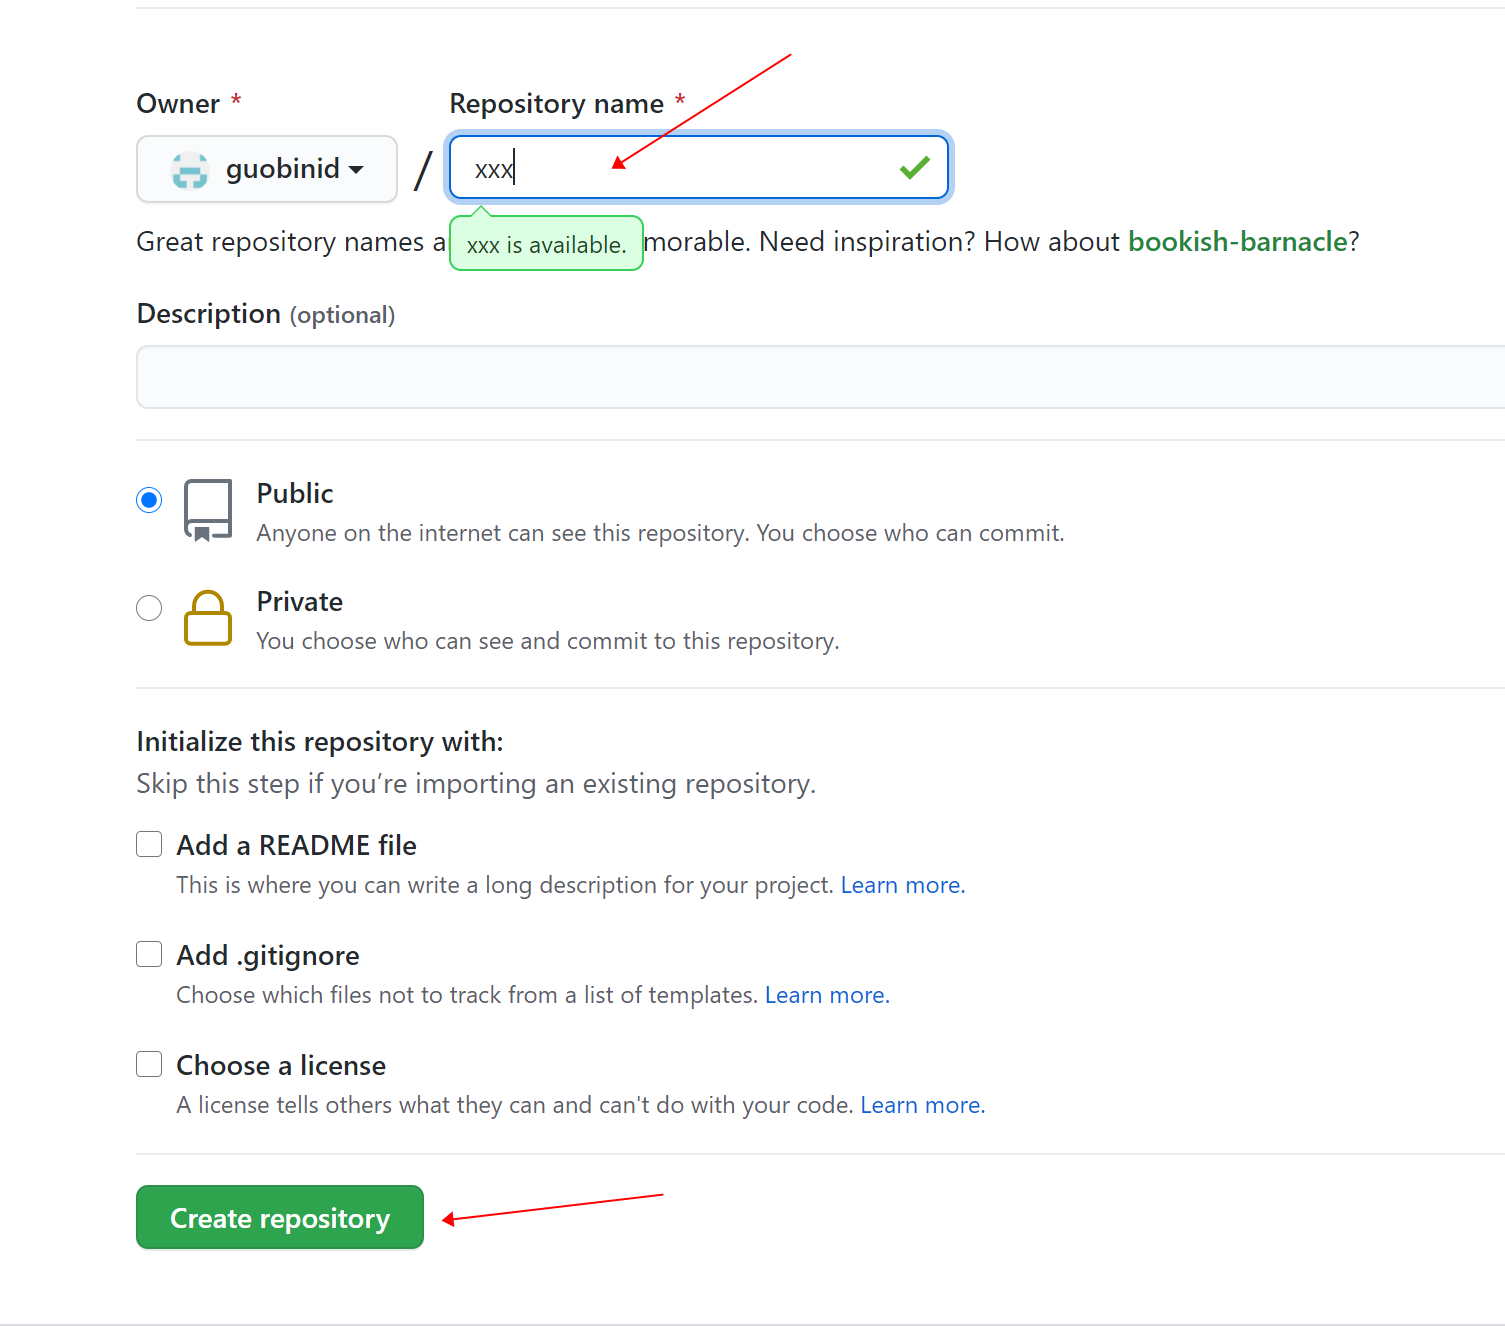 Owner * Repository name *
guobinid / xxx
Great repository names a xxx is available. morable. Need inspiration? How about bookish-barnacle?
Description (optional)
Public
Anyone on the internet can see this repository. You choose who can commit.
Private
You choose who can see and commit to this repository.
Initialize this repository with:
Skip this step if you’re importing an existing repository.
Add a README file
This is where you can write a long description for your project. Learn more.
Add .gitignore
Choose which files not to track from a list of templates. Learn more.
Choose a license
A license tells others what they can and can't do with your code. Learn more.
Create repository